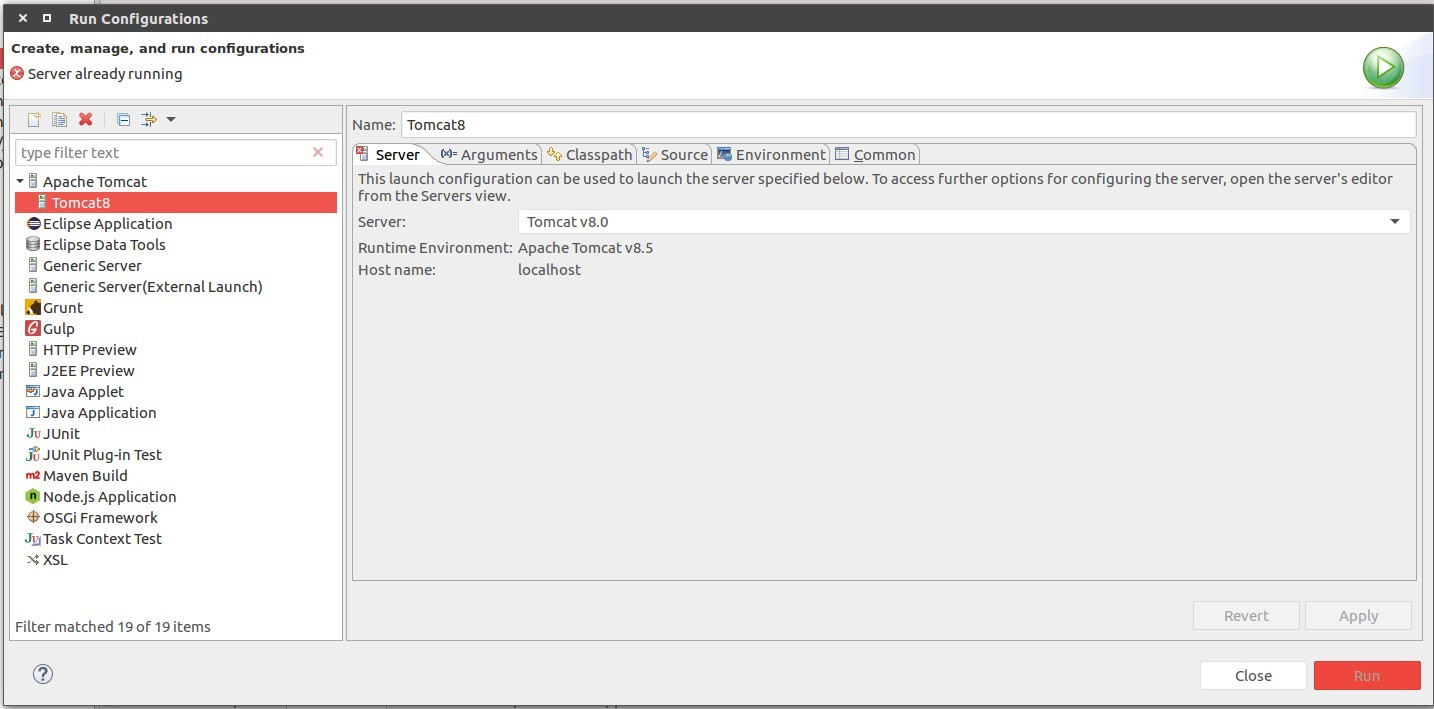 Run Configurations
Create, manage, and run configurations
Server already running
type filter text
Apache Tomcat
Tomcat8
Eclipse Application
Eclipse Data Tools
Generic Server
Generic Server(External Launch)
Grunt
Gulp
HTTP Preview
J2EE Preview
Java Applet
Java Application
JUnit
JUnit Plug-in Test
Maven Build
Node.js Application
OSGi Framework
Task Context Test
XSL
Filter matched 19 of 19 items
Name: Tomcat8
Server Arguments Classpath Source Environment Common
This launch configuration can be used to launch the server specified below. To access further options for configuring the server, open the server's editor
from the Servers view.
Server: Tomcat v8.0
Runtime Environment: Apache Tomcat v8.5
Host name: localhost
Revert Apply
Close Run